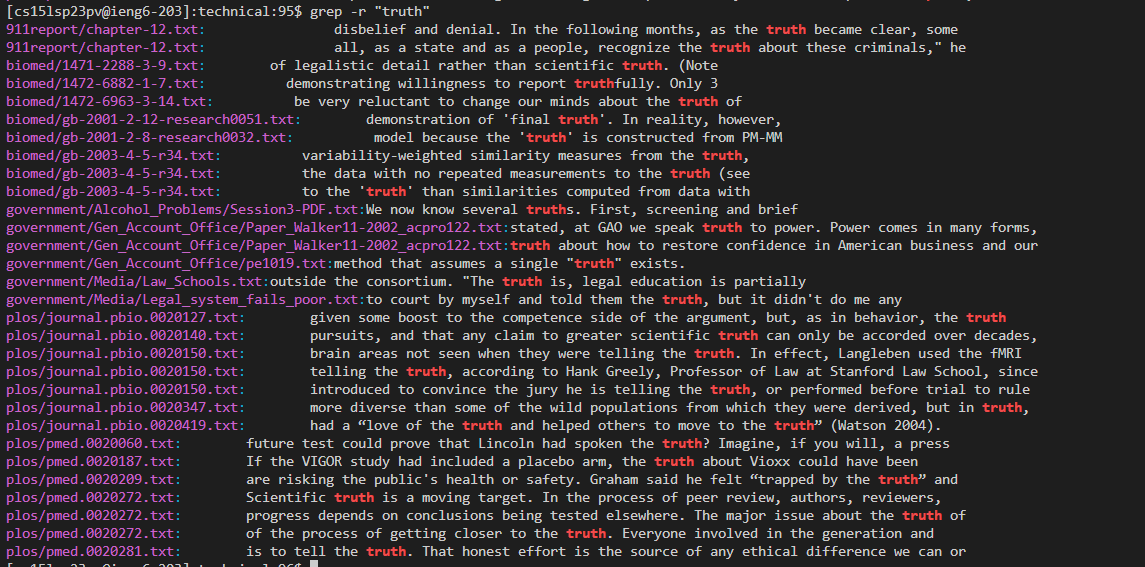 [cs15lsp23pv@ieng6-203]:technical:95$ grep -r "truth"
911report/chapter-12.txt: disbelief and denial. In the following months, as the truth became clear, some
911report/chapter-12.txt: all, as a state and as a people, recognize the truth about these criminals," he
biomed/1471-2288-3-9.txt: of legalistic detail rather than scientific truth. (Note
biomed/1472-6882-1-7.txt: demonstrating willingness to report truthfully. Only 3
biomed/1472-6963-3-14.txt: be very reluctant to change our minds about the truth of
biomed/gb-2001-2-12-research0051.txt: demonstration of 'final truth'. In reality, however,
biomed/gb-2001-2-8-research0032.txt: model because the 'truth' is constructed from PM-MM
biomed/gb-2003-4-5-r34.txt: variability-weighted similarity measures from the truth,
biomed/gb-2003-4-5-r34.txt: the data with no repeated measurements to the truth (see
biomed/gb-2003-4-5-r34.txt: to the 'truth' than similarities computed from data with
government/Alcohol_Problems/Session3-PDF.txt:We now know several truths. First, screening and brief
government/Gen_Account_Office/Paper_Walker11-2002_acpro122.txt:stated, at GAO we speak truth to power. Power comes in many forms,
government/Gen_Account_Office/Paper_Walker11-2002_acpro122.txt:truth about how to restore confidence in American business and our
government/Gen_Account_Office/pe1019.txt:method that assumes a single "truth" exists.
government/Media/Law_Schools.txt:outside the consortium. "The truth is, legal education is partially
government/Media/Legal_system_fails_poor.txt:to court by myself and told them the truth, but it didn't do me any
plos/journal.pbio.0020127.txt: given some boost to the competence side of the argument, but, as in behavior, the truth
plos/journal.pbio.0020140.txt: pursuits, and that any claim to greater scientific truth can only be accorded over decades,
plos/journal.pbio.0020150.txt: brain areas not seen when they were telling the truth. In effect, Langleben used the fMRI
plos/journal.pbio.0020150.txt: telling the truth, according to Hank Greely, Professor of Law at Stanford Law School, since
plos/journal.pbio.0020150.txt: introduced to convince the jury he is telling the truth, or performed before trial to rule
plos/journal.pbio.0020347.txt: more diverse than some of the wild populations from which they were derived, but in truth,
plos/journal.pbio.0020419.txt: had a “love of the truth and helped others to move to the truth” (Watson 2004).
plos/pmed.0020060.txt: future test could prove that Lincoln had spoken the truth? Imagine, if you will, a press
plos/pmed.0020187.txt: If the VIGOR study had included a placebo arm, the truth about Vioxx could have been
plos/pmed.0020209.txt: are risking the public's health or safety. Graham said he felt “trapped by the truth” and
plos/pmed.0020272.txt: Scientific truth is a moving target. In the process of peer review, authors, reviewers,
plos/pmed.0020272.txt: progress depends on conclusions being tested elsewhere. The major issue about the truth of
plos/pmed.0020272.txt: of the process of getting closer to the truth. Everyone involved in the generation and
plos/pmed.0020281.txt: is to tell the truth. That honest effort is the source of any ethical difference we can or